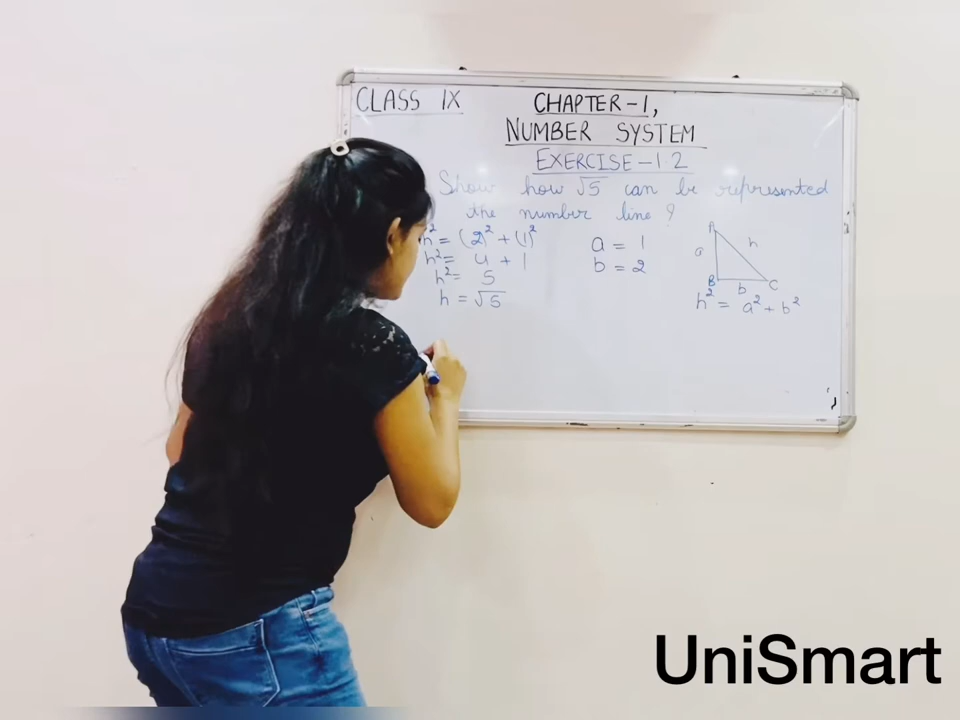 CLASS IX
CHAPTER-1,
NUMBER SYSTEM
EXERCISE-1.2
Show how √5 can be represented
the number line?
h² = (2)² + (1)²
h² = 4 + 1
h² = 5
h = √5
a = 1
b = 2
A
a
h
B
b
C
h² = a² + b²
UniSmart